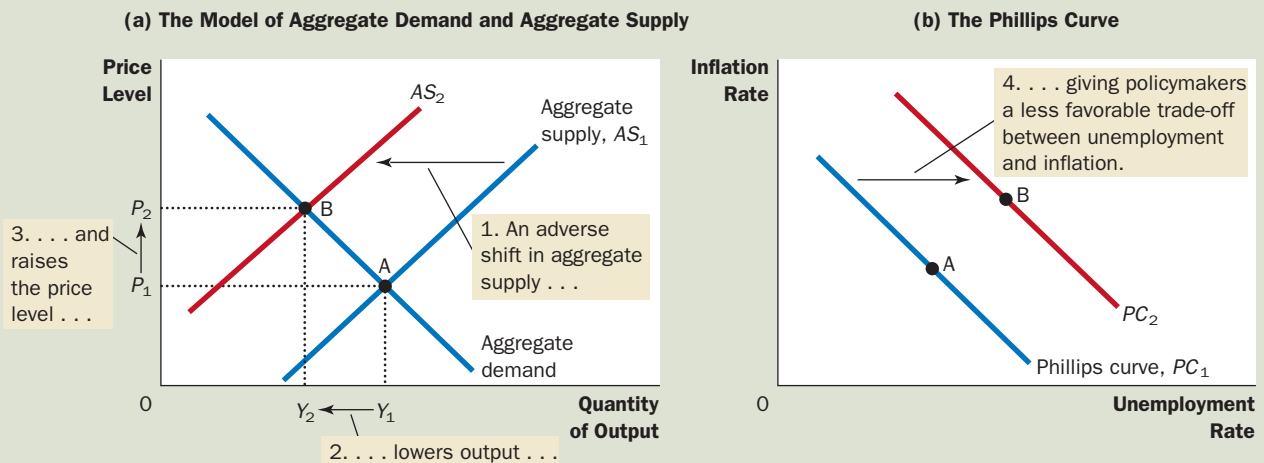 (a) The Model of Aggregate Demand and Aggregate Supply
Price
Level
AS₂
Aggregate
supply, AS₁
P₂
B
3. . . . and
raises
the price
level . . .
1. An adverse
shift in aggregate
supply . . .
A
P₁
Aggregate
demand
0
Y₂
Y₁
Quantity
of Output
2. . . . lowers output . . .
(b) The Phillips Curve
Inflation
Rate
4. . . . giving policymakers
a less favorable trade-off
between unemployment
and inflation.
B
A
PC₂
Phillips curve, PC₁
0
Unemployment
Rate